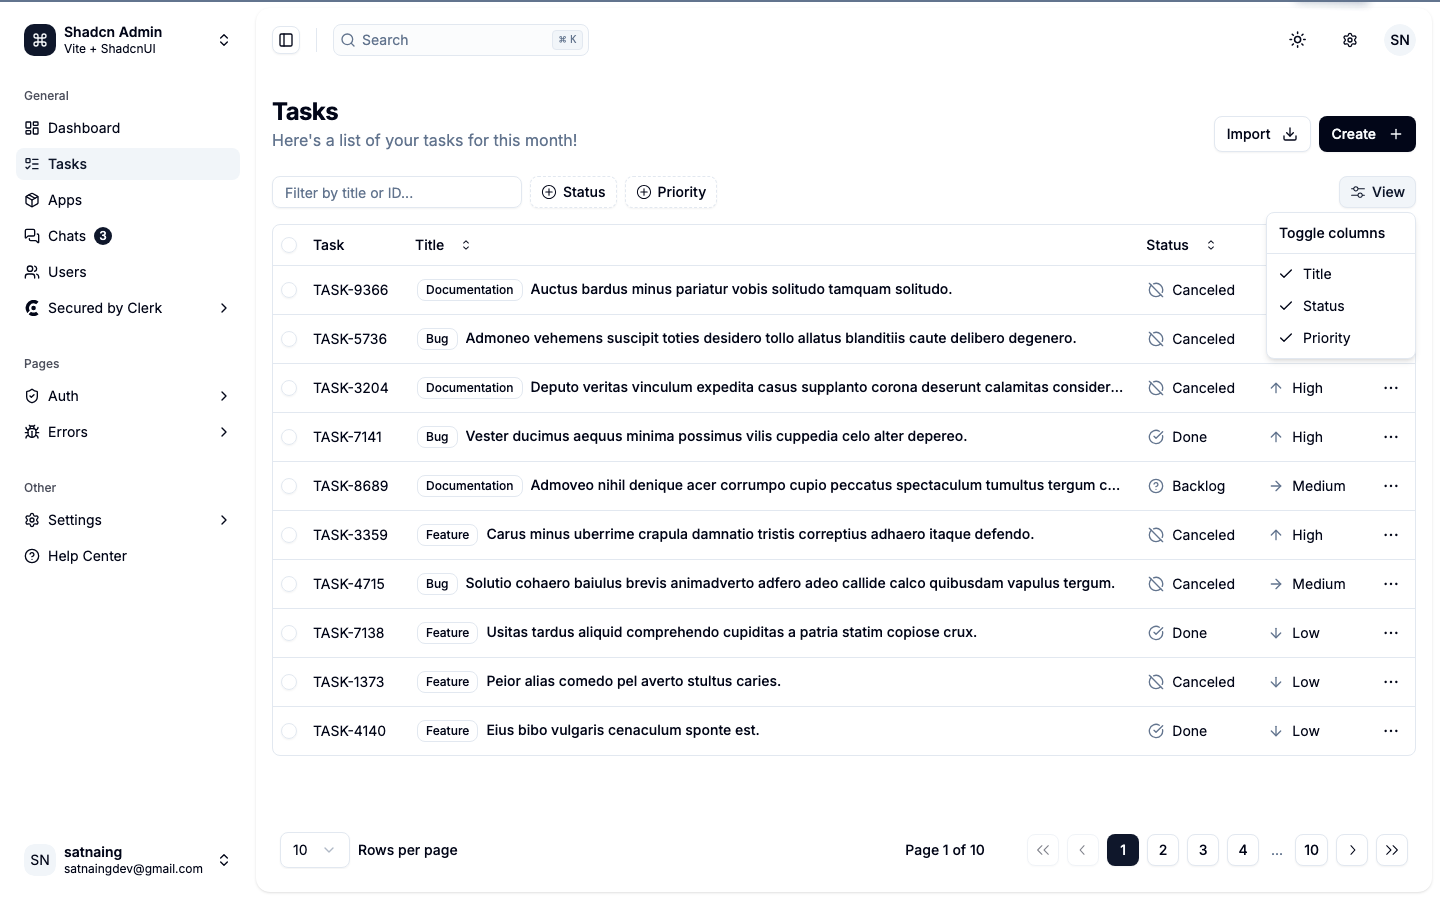 Shadcn Admin
Vite + ShadcnUI
General
Dashboard
Tasks
Apps
Chats 3
Users
Secured by Clerk
Pages
Auth
Errors
Other
Settings
Help Center
SN
satnaing
satnaingdev@gmail.com
Search ⌘ K
SN
Tasks
Here's a list of your tasks for this month!
Import
Create
Filter by title or ID...
Status
Priority
View
Toggle columns
Title
Status
Priority
Task Title Status
TASK-9366 Documentation Auctus bardus minus pariatur vobis solitudo tamquam solitudo. Canceled
TASK-5736 Bug Admoneo vehemens suscipit toties desidero tollo allatus blanditiis caute delibero degenero. Canceled
TASK-3204 Documentation Deputo veritas vinculum expedita casus supplanto corona deserunt calamitas consider... Canceled High
TASK-7141 Bug Vester ducimus aequus minima possimus vilis cuppedia celo alter depereo. Done High
TASK-8689 Documentation Admoveo nihil denique acer corrumpo cupio peccatus spectaculum tumultus tergum c... Backlog Medium
TASK-3359 Feature Carus minus uberrime crapula damnatio tristis correptius adhaero itaque defendo. Canceled High
TASK-4715 Bug Solutio cohaero baiulus brevis animadverto adfero adeo callide calco quibusdam vapulus tergum. Canceled Medium
TASK-7138 Feature Usitas tardus aliquid comprehendo cupiditas a patria statim copiose crux. Done Low
TASK-1373 Feature Peior alias comedo pel averto stultus caries. Canceled Low
TASK-4140 Feature Eius bibo vulgaris cenaculum sponte est. Done Low
10 Rows per page
Page 1 of 10
1 2 3 4 ... 10